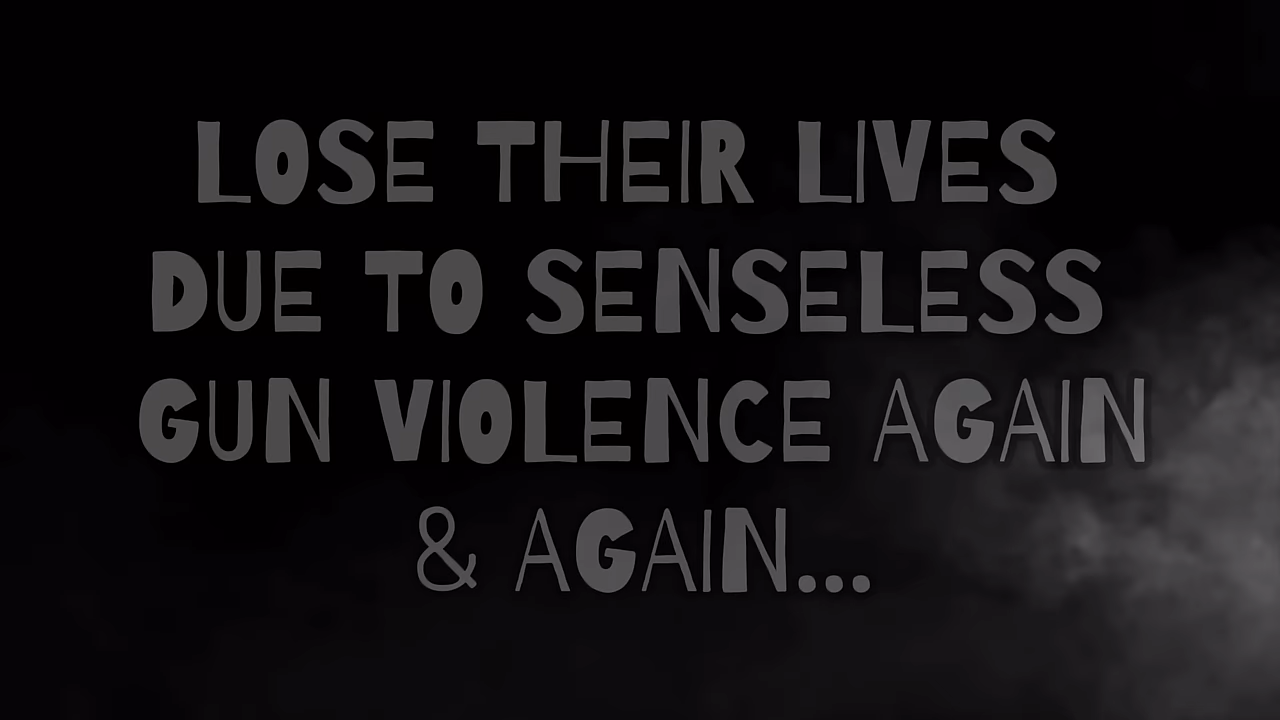 LOSE THEIR LIVES
DUE TO SENSELESS
GUN VIOLENCE AGAIN
& AGAIN...